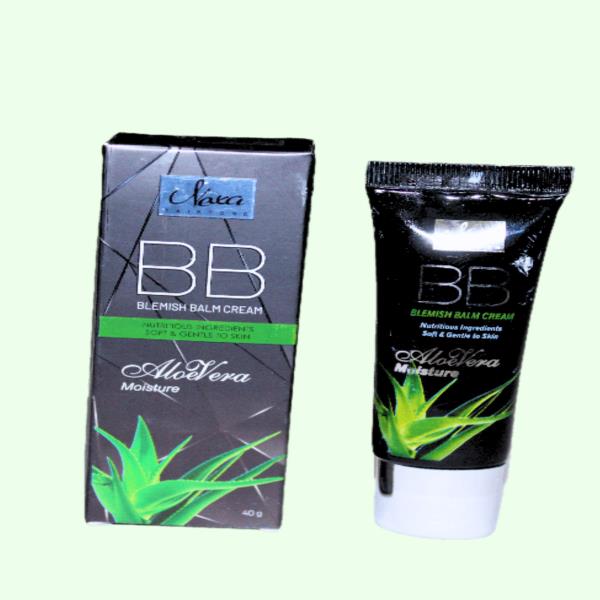 Naxa
BB
BLEMISH BALM CREAM
NUTRITIOUS INGREDIENTS
SOFT & GENTLE TO SKIN
AloeVera
Moisture
40 g
BB
BLEMISH BALM CREAM
Nutritious Ingredients
Soft & Gentle to Skin
AloeVera
Moisture